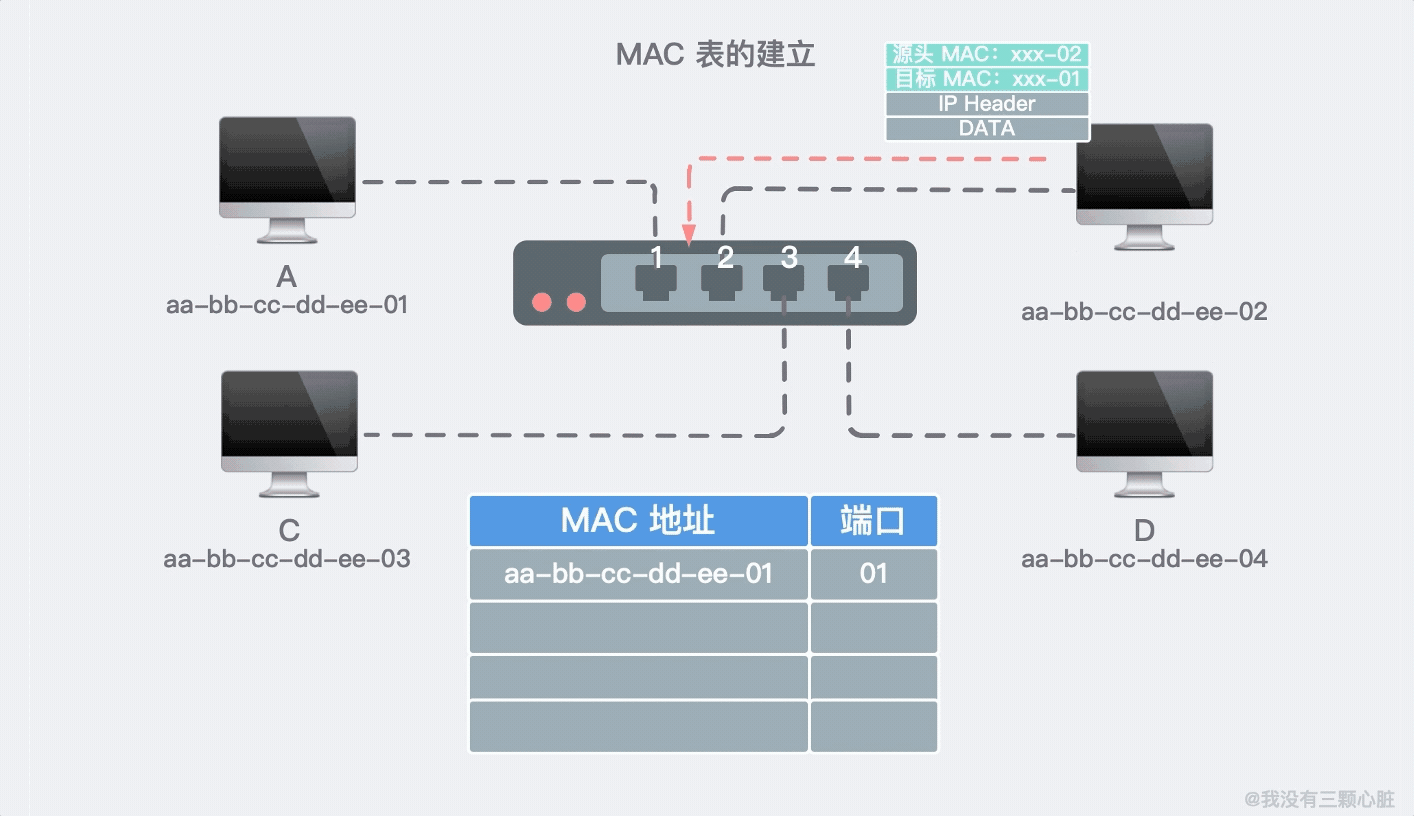 MAC 表的建立
源头 MAC：xxx-02
目标 MAC：xxx-01
IP Header
DATA
1 2 3 4
A
aa-bb-cc-dd-ee-01
aa-bb-cc-dd-ee-02
C
aa-bb-cc-dd-ee-03
D
aa-bb-cc-dd-ee-04
MAC 地址 端口
aa-bb-cc-dd-ee-01 01
@我没有三颗心脏